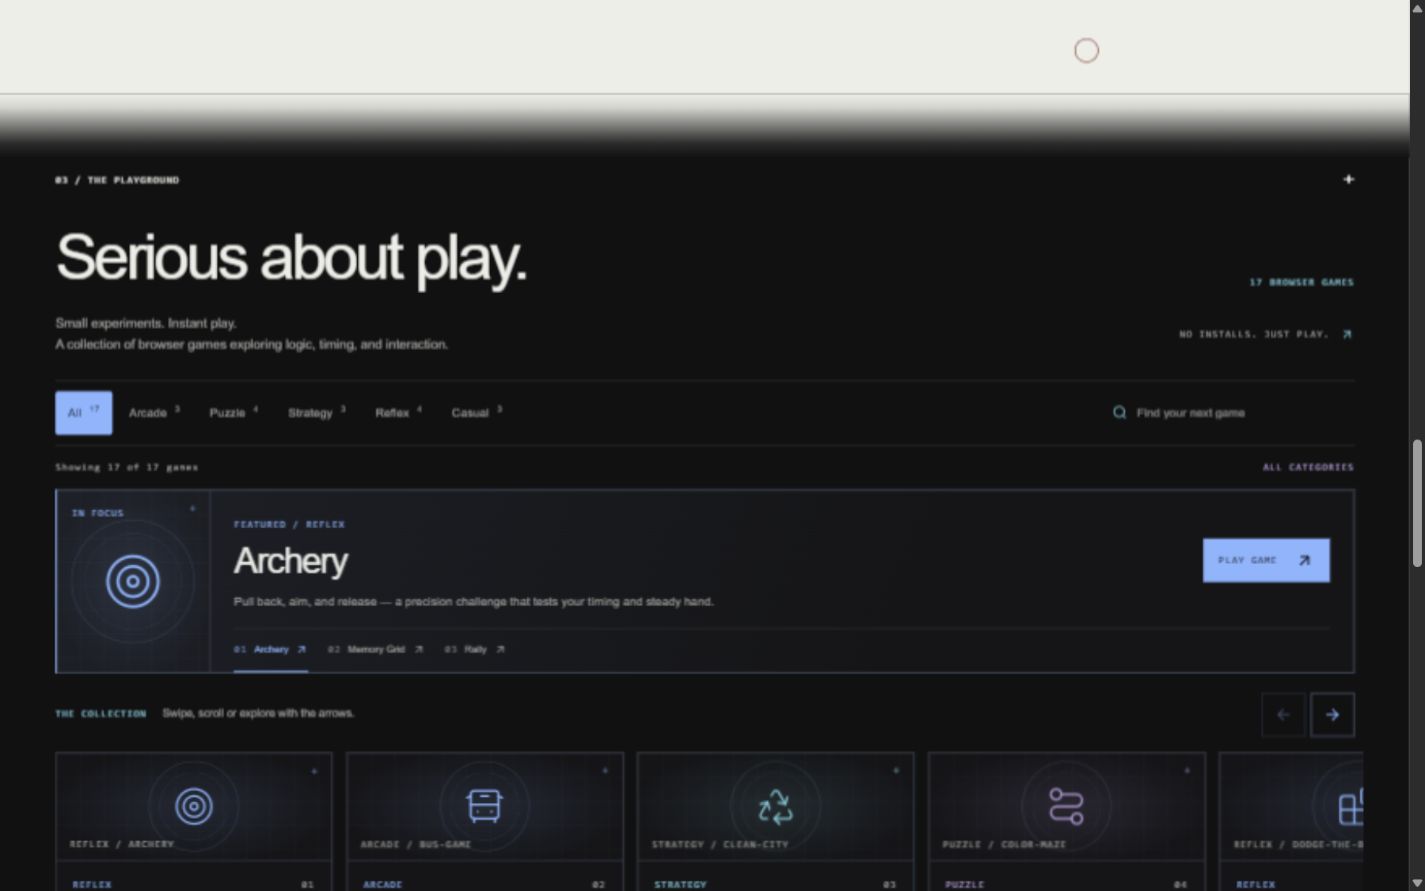 03 / THE PLAYGROUND
Serious about play.
17 BROWSER GAMES
Small experiments. Instant play.
A collection of browser games exploring logic, timing, and interaction.
NO INSTALLS. JUST PLAY.
All 17 Arcade 3 Puzzle 4 Strategy 3 Reflex 4 Casual 3 Find your next game
Showing 17 of 17 games ALL CATEGORIES
IN FOCUS
FEATURED / REFLEX
Archery
PLAY GAME
Pull back, aim, and release — a precision challenge that tests your timing and steady hand.
01 Archery 02 Memory Grid 03 Rally
THE COLLECTION Swipe, scroll or explore with the arrows.
REFLEX / ARCHERY ARCADE / BUS-GAME STRATEGY / CLEAN-CITY PUZZLE / COLOR-MAZE REFLEX / DODGE-THE-B
REFLEX 01 ARCADE 02 STRATEGY 03 PUZZLE 04 REFLEX